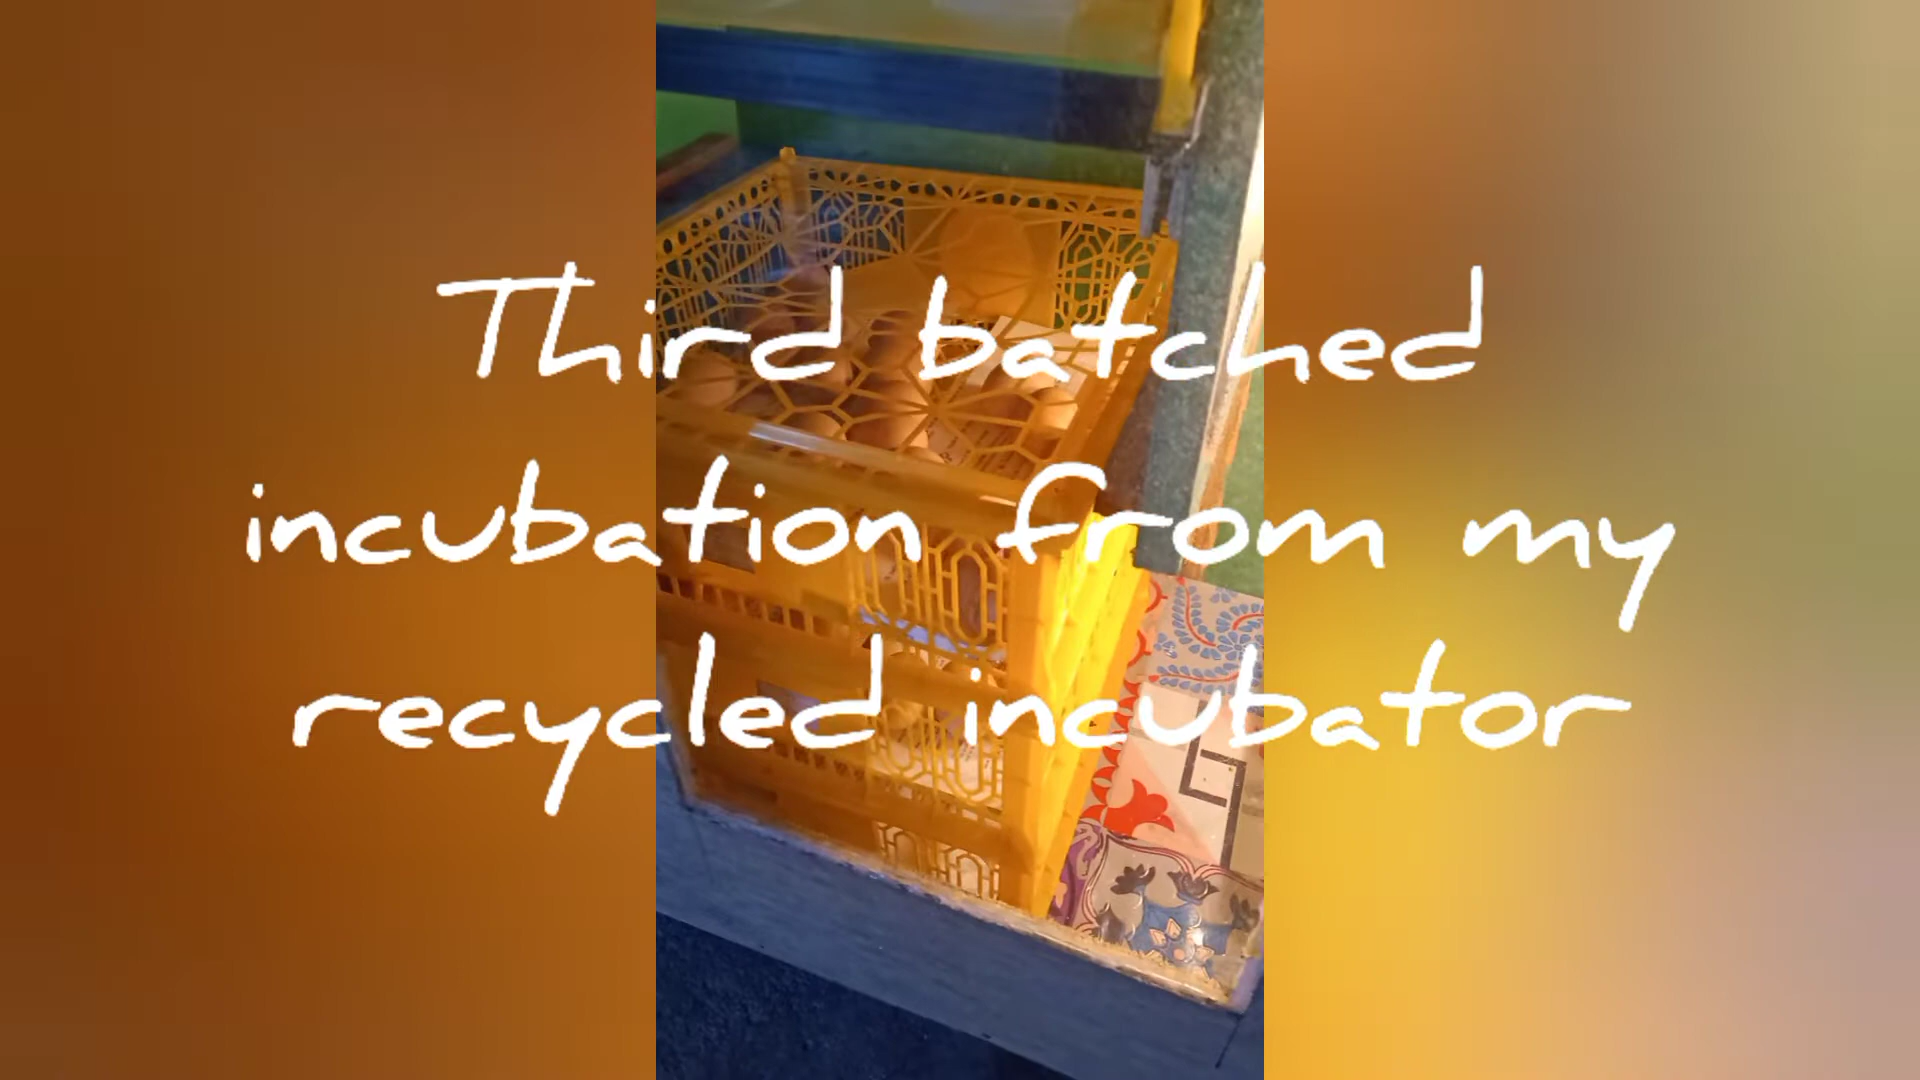 Third batched
incubation from my
recycled incubator